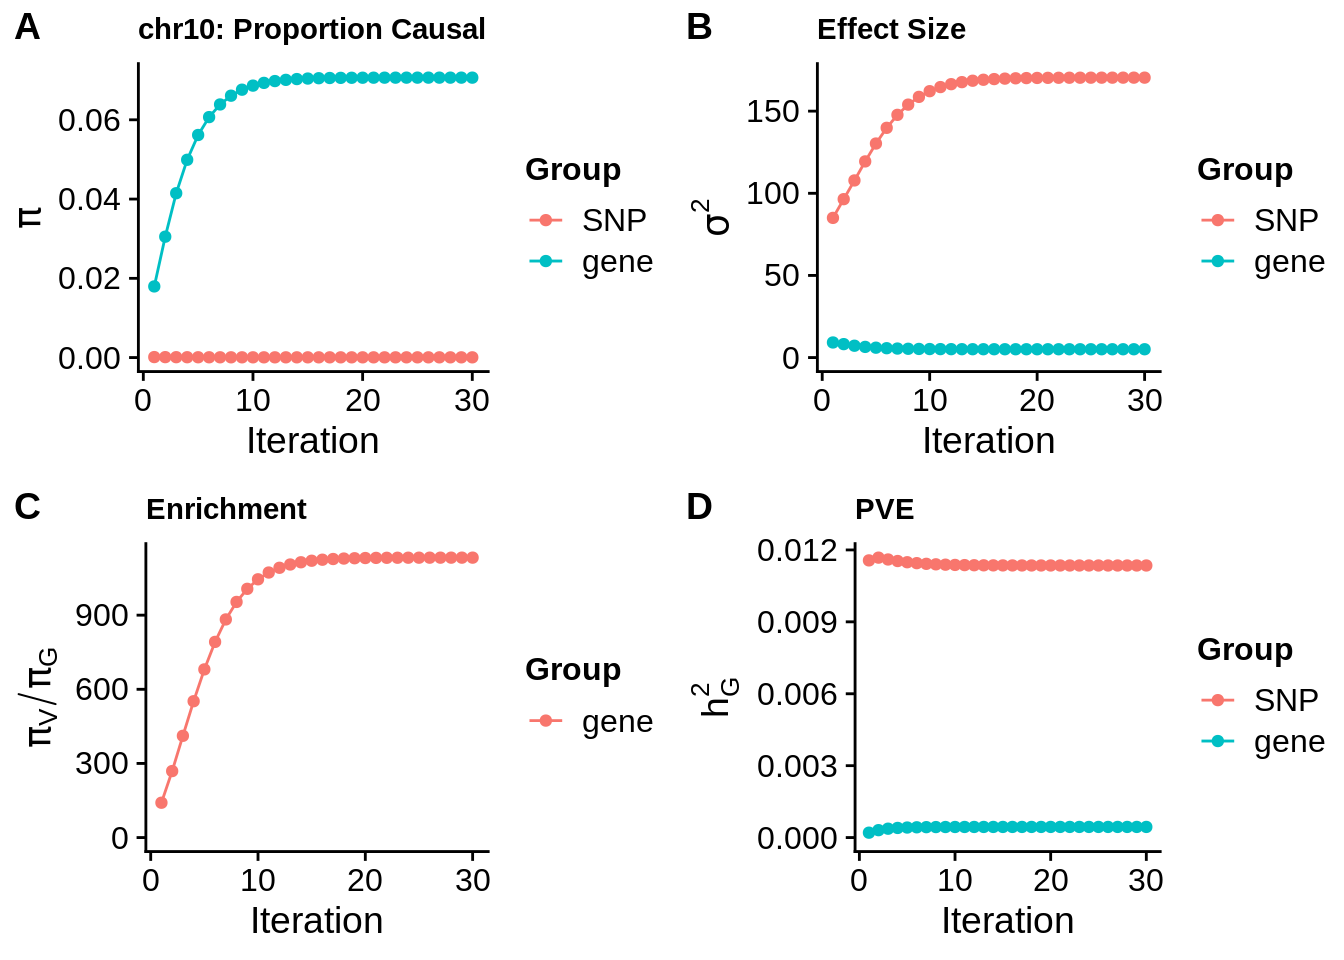 A
chr10: Proportion Causal
π
0.06
0.04
0.02
0.00
0 10 20 30
Iteration
Group
SNP
gene
B
Effect Size
σ²
150
100
50
0
0 10 20 30
Iteration
Group
SNP
gene
C
Enrichment
π_V/π_G
900
600
300
0
0 10 20 30
Iteration
Group
gene
D
PVE
h²_G
0.012
0.009
0.006
0.003
0.000
0 10 20 30
Iteration
Group
SNP
gene